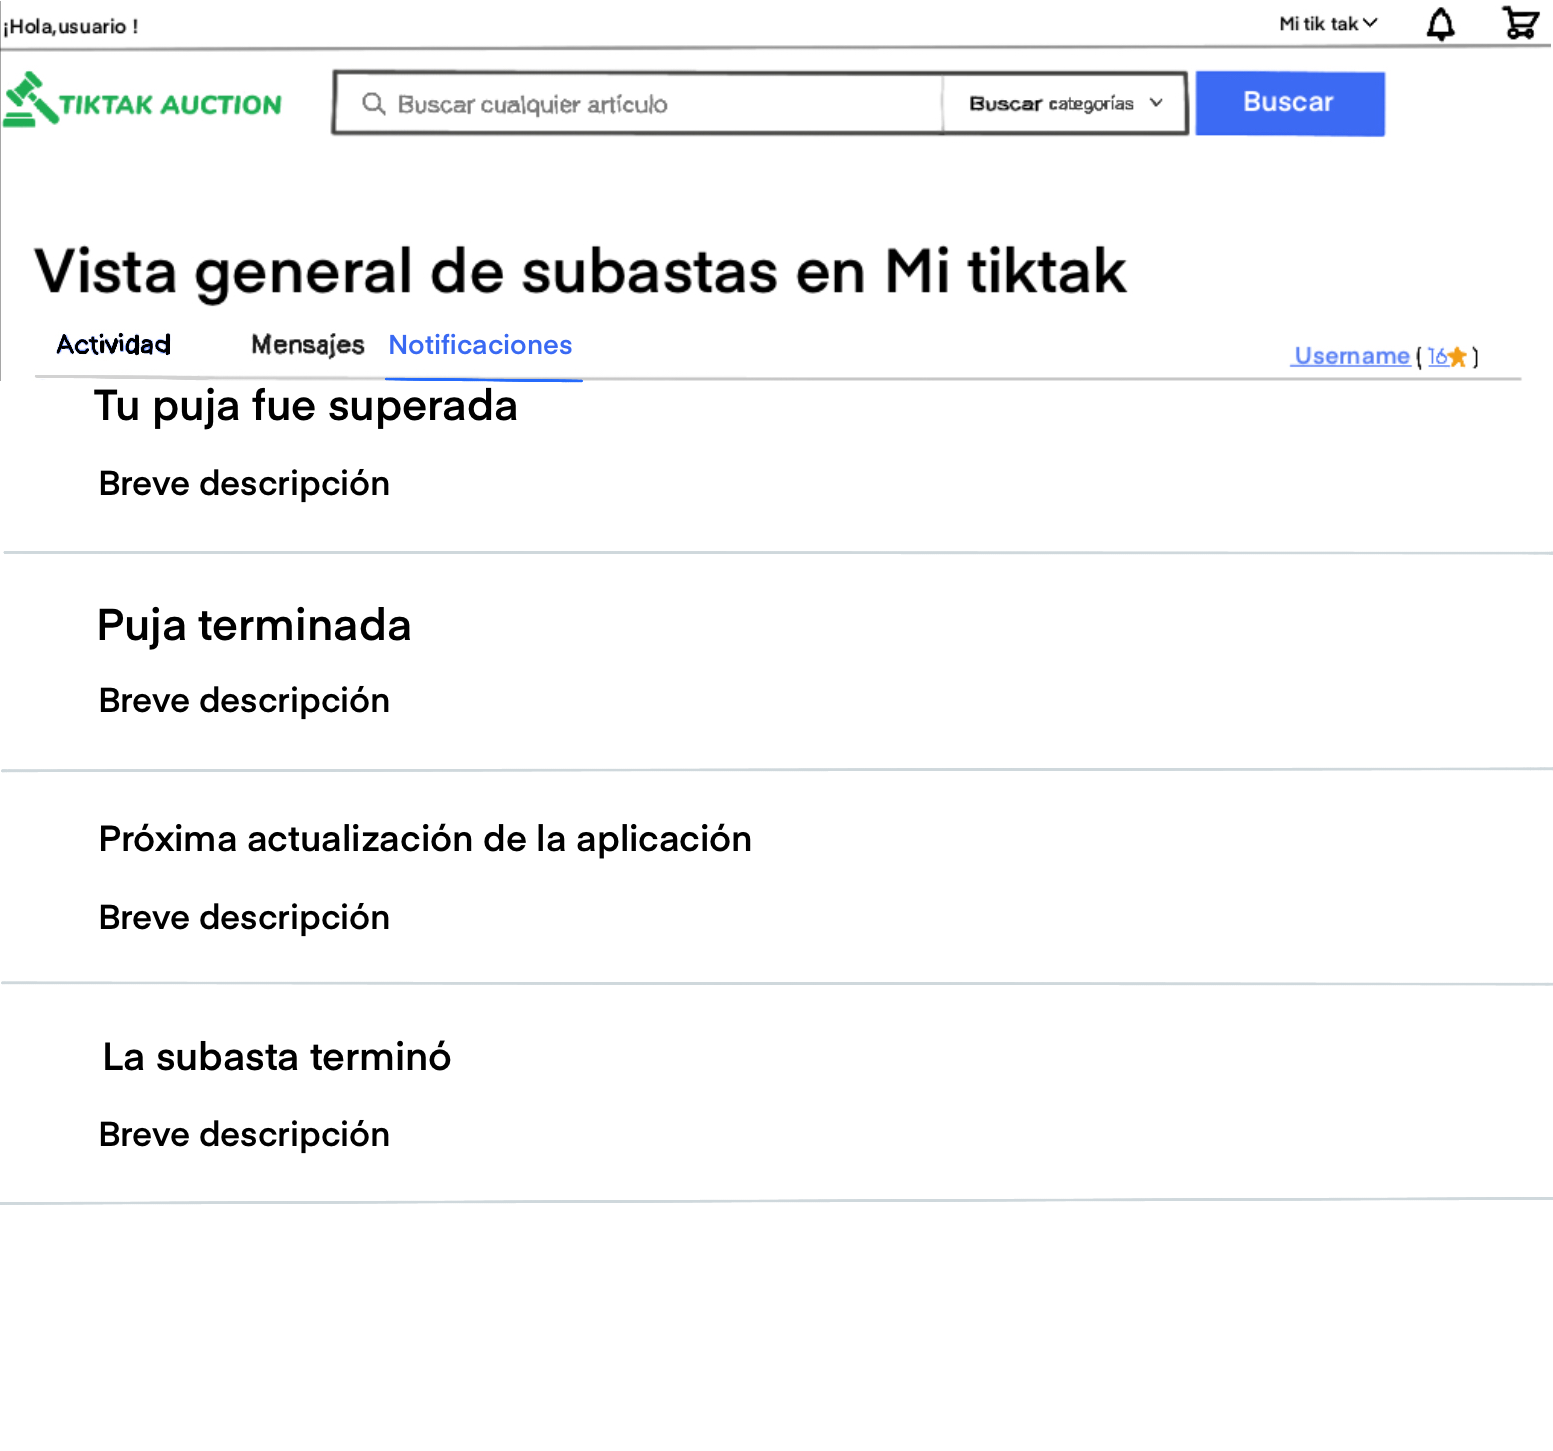 ¡Hola,usuario !
Mi tik tak
TIKTAK AUCTION
Buscar cualquier artículo
Buscar categorías
Buscar
Vista general de subastas en Mi tiktak
Actividad
Mensajes
Notificaciones
Username ( 16 )
Tu puja fue superada
Breve descripción
Puja terminada
Breve descripción
Próxima actualización de la aplicación
Breve descripción
La subasta terminó
Breve descripción